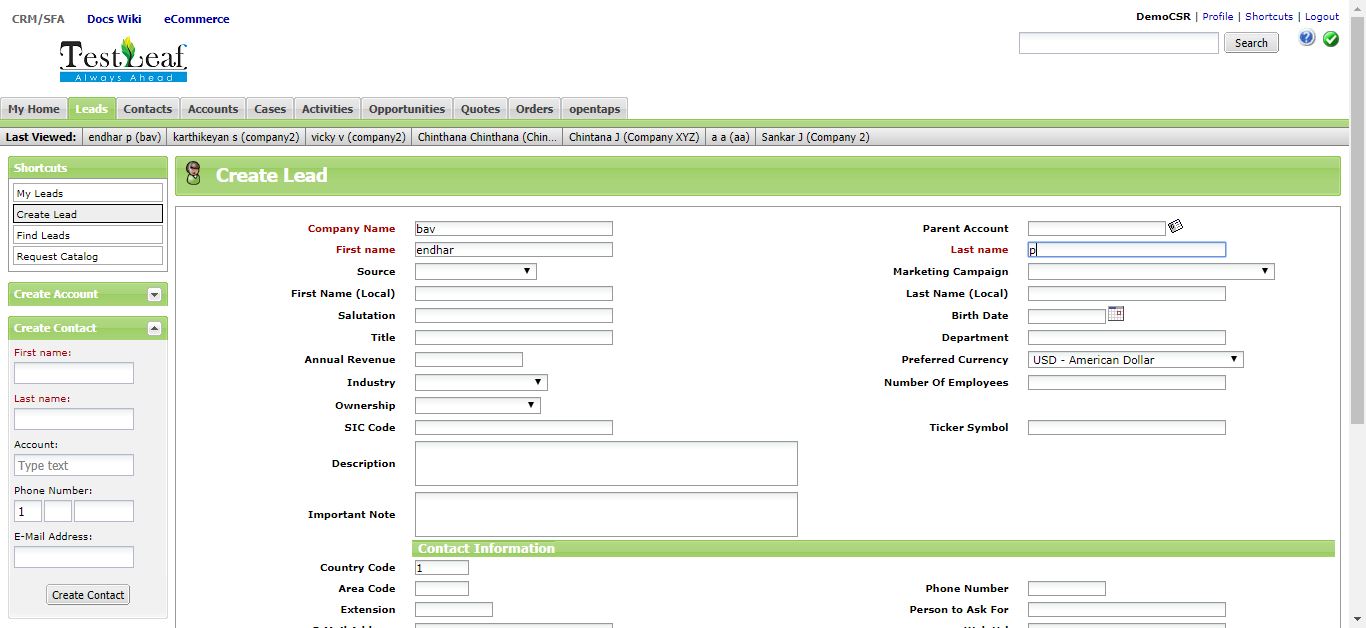 CRM/SFA Docs Wiki eCommerce
DemoCSR | Profile | Shortcuts | Logout
TestLeaf
Always Ahead
Search
My Home Leads Contacts Accounts Cases Activities Opportunities Quotes Orders opentaps
Last Viewed: endhar p (bav) karthikeyan s (company2) vicky v (company2) Chinthana Chinthana (Chin... Chintana J (Company XYZ) a a (aa) Sankar J (Company 2)
Shortcuts
My Leads
Create Lead
Find Leads
Request Catalog
Create Account
Create Contact
First name:
Last name:
Account:
Type text
Phone Number:
1
E-Mail Address:
Create Contact
Create Lead
Company Name bav Parent Account
First name endhar Last name p
Source Marketing Campaign
First Name (Local) Last Name (Local)
Salutation Birth Date
Title Department
Annual Revenue Preferred Currency USD - American Dollar
Industry Number Of Employees
Ownership
SIC Code Ticker Symbol
Description
Important Note
Contact Information
Country Code 1
Area Code Phone Number
Extension Person to Ask For